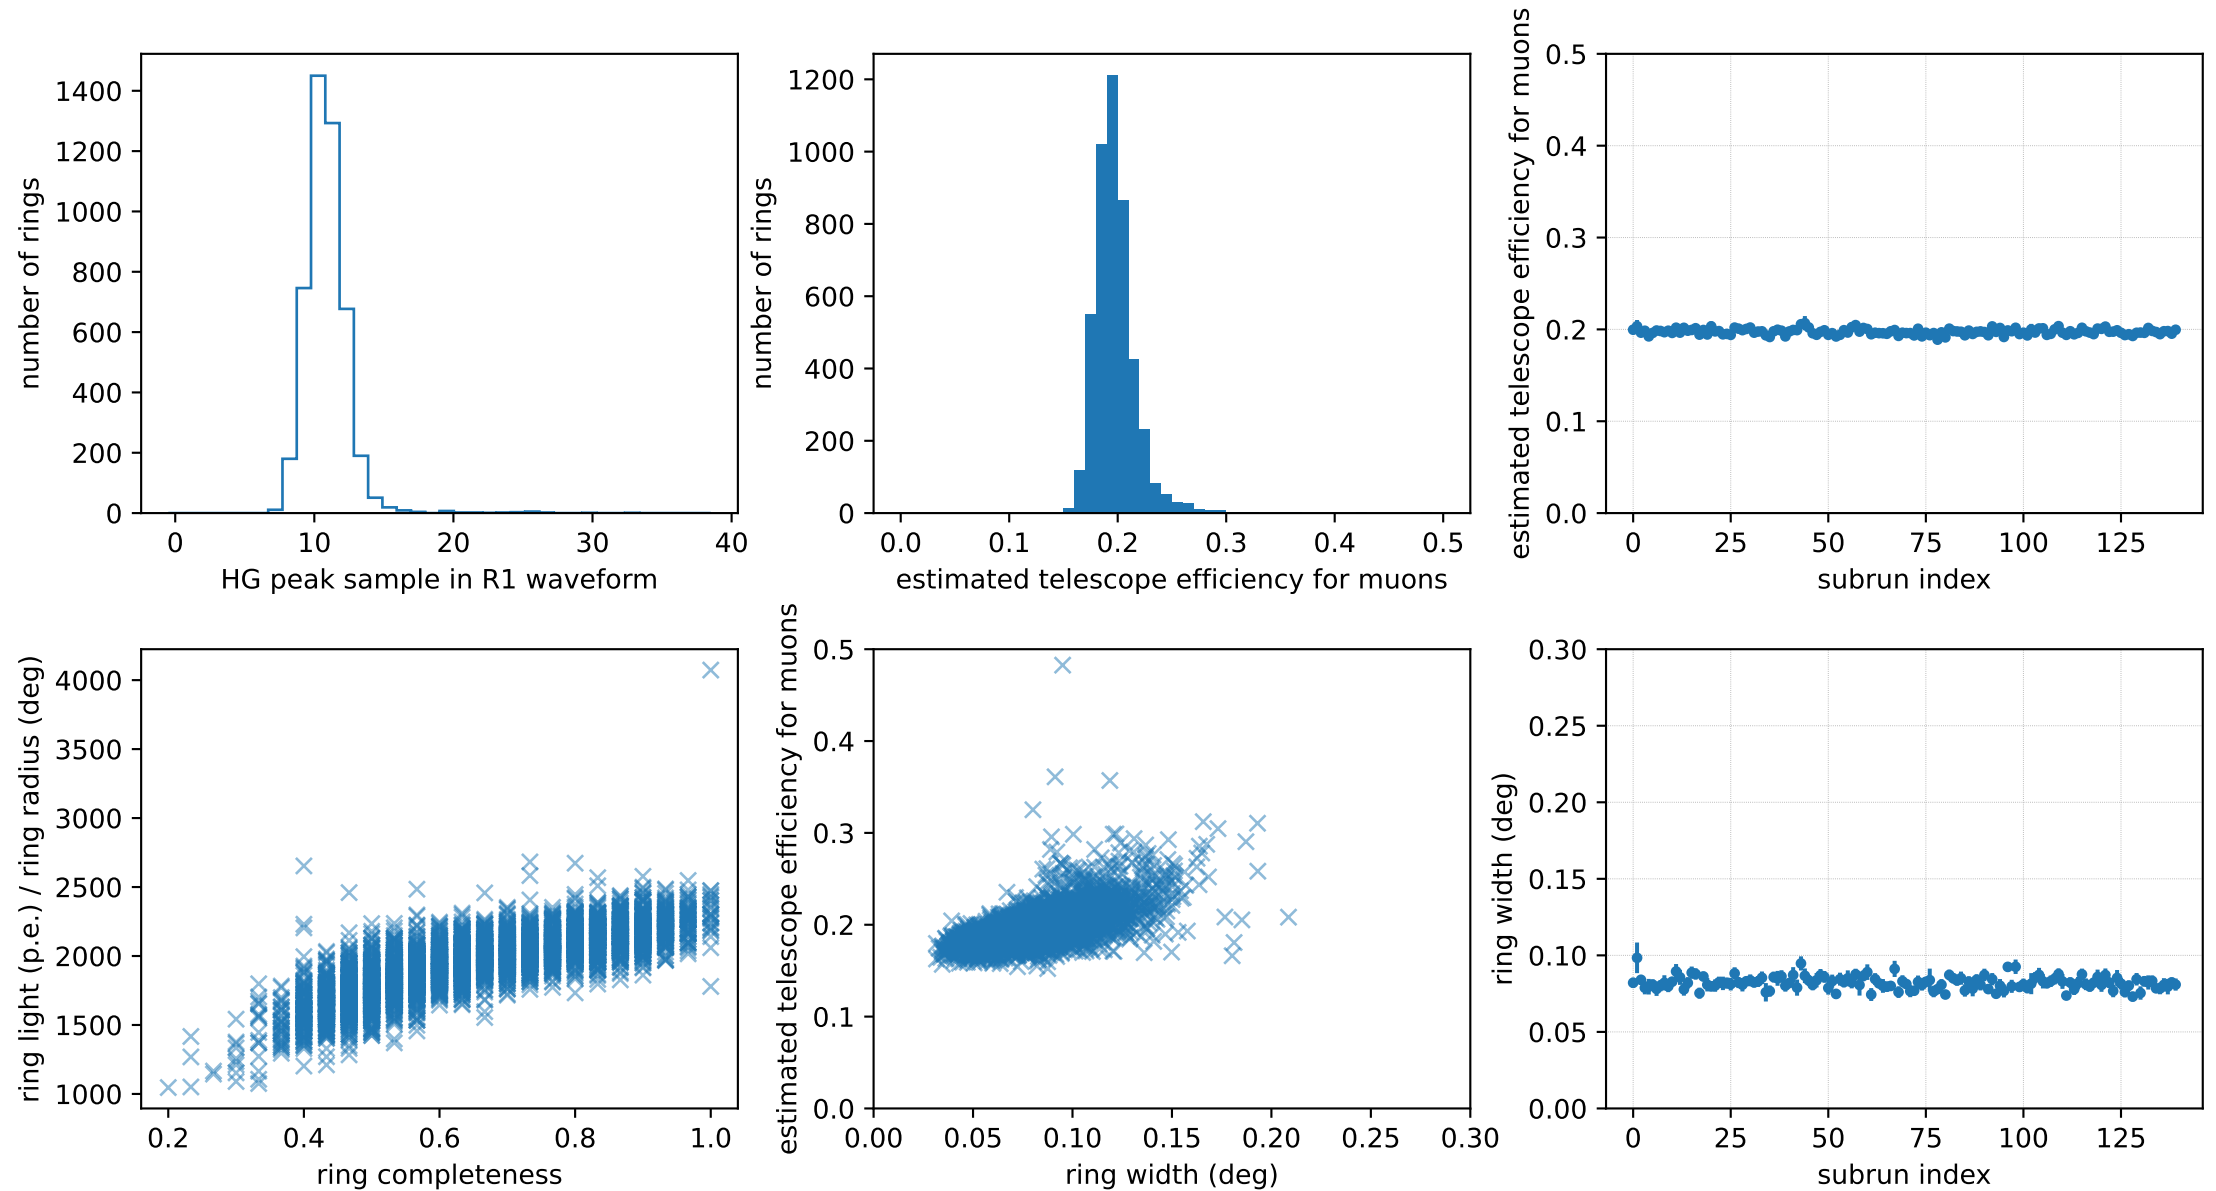 1400
1200
1000
800
600
400
200
0
number of rings
0 10 20 30 40
HG peak sample in R1 waveform
1200
1000
800
600
400
200
0
number of rings
0.0 0.1 0.2 0.3 0.4 0.5
estimated telescope efficiency for muons
0.5
0.4
0.3
0.2
0.1
0.0
estimated telescope efficiency for muons
0 25 50 75 100 125
subrun index
4000
3500
3000
2500
2000
1500
1000
ring light (p.e.) / ring radius (deg)
0.2 0.4 0.6 0.8 1.0
ring completeness
0.5
0.4
0.3
0.2
0.1
0.0
estimated telescope efficiency for muons
0.00 0.05 0.10 0.15 0.20 0.25 0.30
ring width (deg)
0.30
0.25
0.20
0.15
0.10
0.05
0.00
ring width (deg)
0 25 50 75 100 125
subrun index